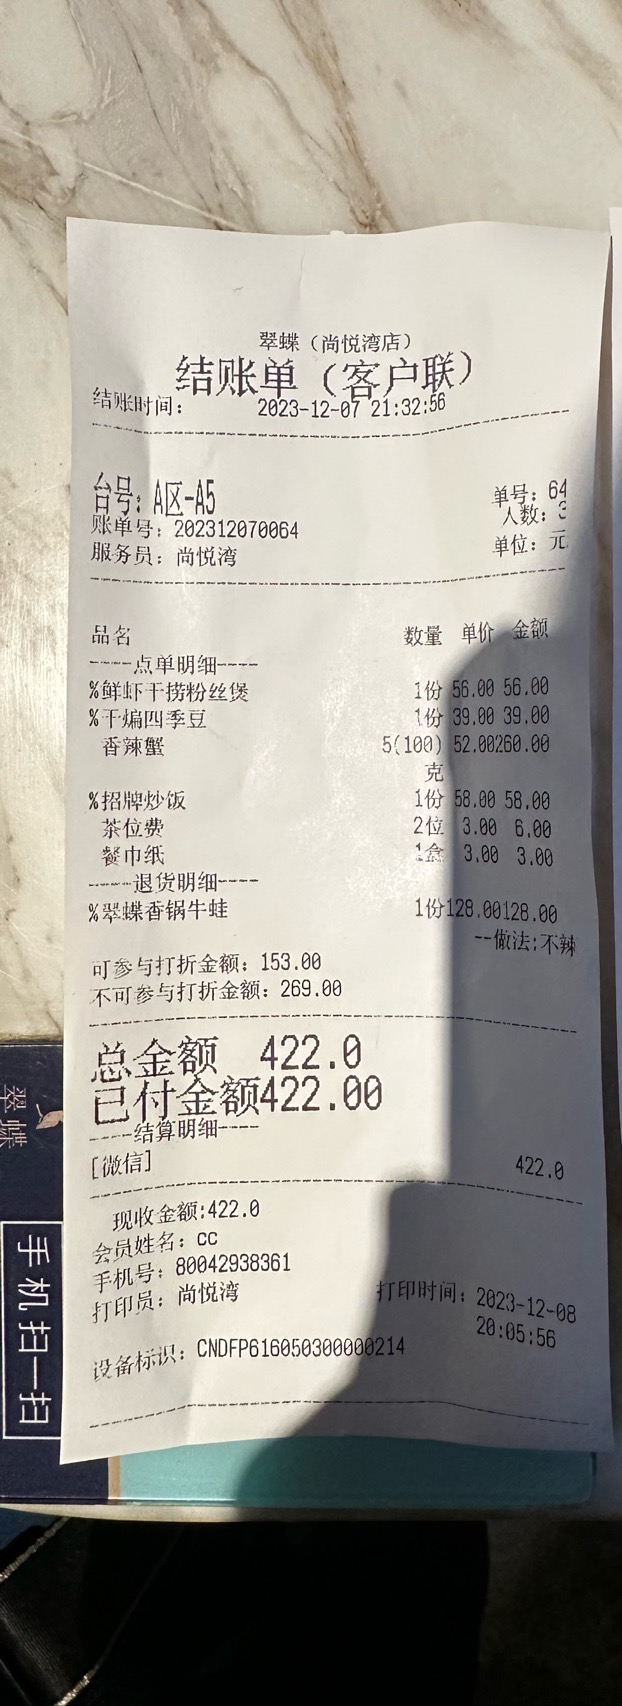 翠蝶（尚悦湾店）
结账单（客户联）
结账时间： 2023-12-07 21:32:56
台号：A区-A5 单号：64
账单号：202312070064 人数：3
服务员：尚悦湾 单位：元
品名 数量 单价 金额
----点单明细----
%鲜虾干捞粉丝煲 1份 56.00 56.00
%干煸四季豆 1份 39.00 39.00
香辣蟹 5(100) 52.00260.00
克
%招牌炒饭 1份 58.00 58.00
茶位费 2位 3.00 6.00
餐巾纸 1盒 3.00 3.00
----退货明细----
%翠蝶香锅牛蛙 1份128.00128.00
--做法:不辣
可参与打折金额：153.00
不可参与打折金额：269.00
总金额 422.0
已付金额422.00
----结算明细----
[微信] 422.0
现收金额:422.0
会员姓名：cc
手机号：80042938361
打印员：尚悦湾 打印时间：2023-12-08
20:05:56
设备标识：CNDFP616050300000214
翠蝶
手机扫一扫